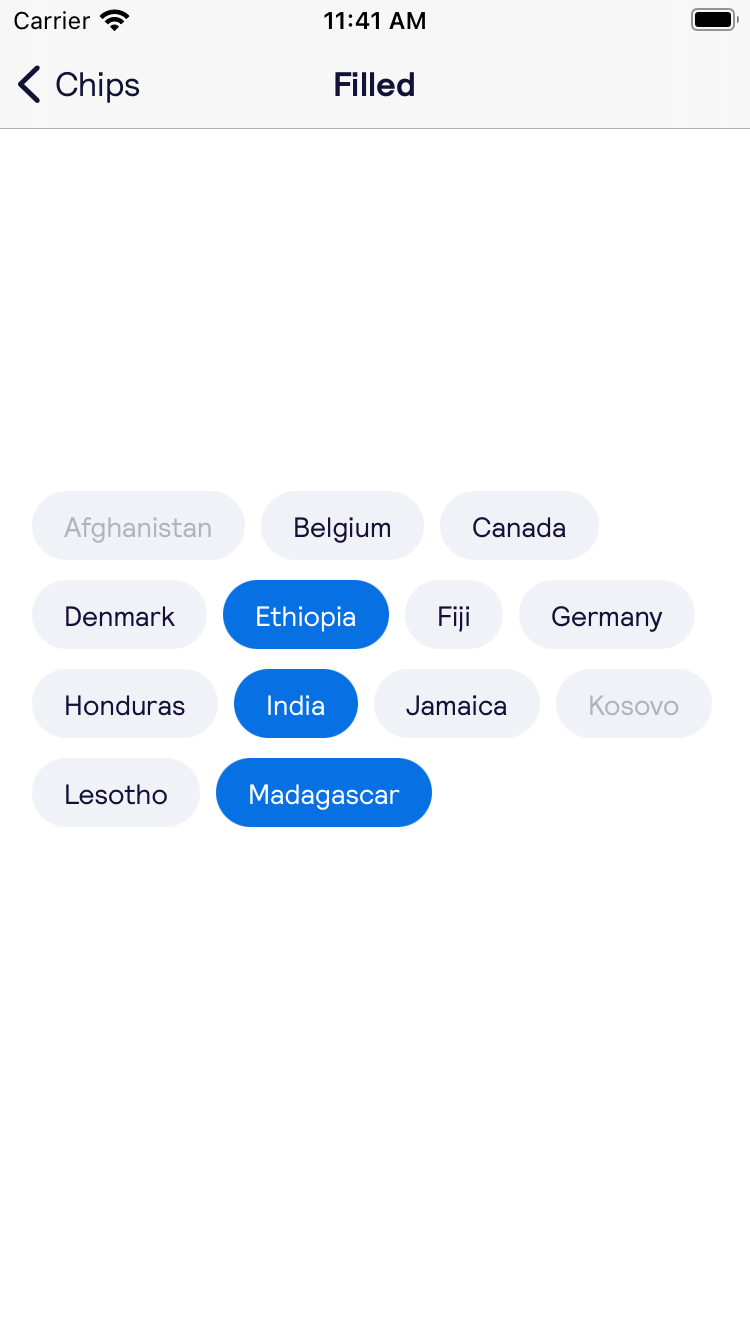 Carrier 11:41 AM
Chips Filled
Afghanistan Belgium Canada
Denmark Ethiopia Fiji Germany
Honduras India Jamaica Kosovo
Lesotho Madagascar